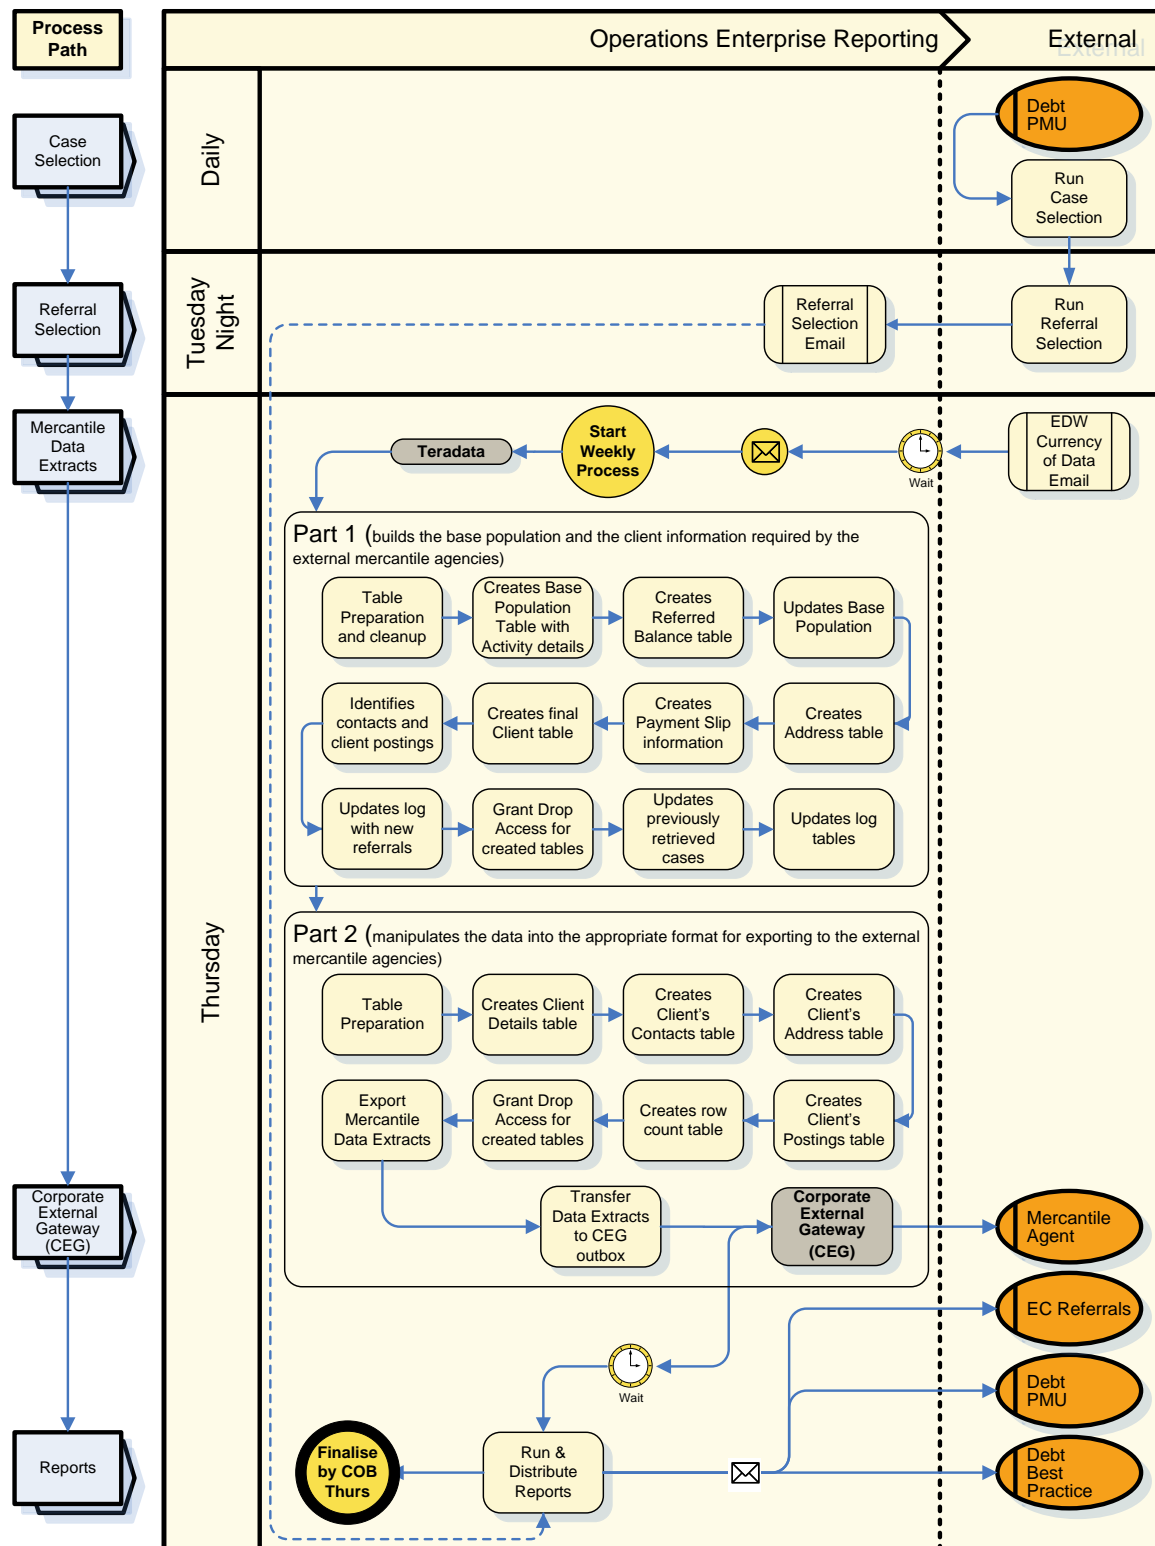 Process
Path
Operations Enterprise Reporting
External
External
Daily
Debt
PMU
Case
Selection
Run
Case
Selection
Tuesday
Night
Referral
Selection
Referral
Selection
Email
Run
Referral
Selection
Thursday
Mercantile
Data
Extracts
Teradata
Start
Weekly
Process
Wait
EDW
Currency
of Data
Email
Part 1 (builds the base population and the client information required by the
external mercantile agencies)
Table
Preparation
and cleanup
Creates Base
Population
Table with
Activity details
Creates
Referred
Balance table
Updates Base
Population
Identifies
contacts and
client postings
Creates final
Client table
Creates
Payment Slip
information
Creates
Address table
Updates log
with new
referrals
Grant Drop
Access for
created tables
Updates
previously
retrieved
cases
Updates log
tables
Part 2 (manipulates the data into the appropriate format for exporting to the external
mercantile agencies)
Table
Preparation
Creates Client
Details table
Creates
Client's
Contacts table
Creates
Client's
Address table
Export
Mercantile
Data Extracts
Grant Drop
Access for
created tables
Creates row
count table
Creates
Client's
Postings table
Corporate
External
Gateway
(CEG)
Transfer
Data Extracts
to CEG
outbox
Corporate
External
Gateway
(CEG)
Mercantile
Agent
EC Referrals
Wait
Debt
PMU
Reports
Finalise
by COB
Thurs
Run &
Distribute
Reports
Debt
Best
Practice